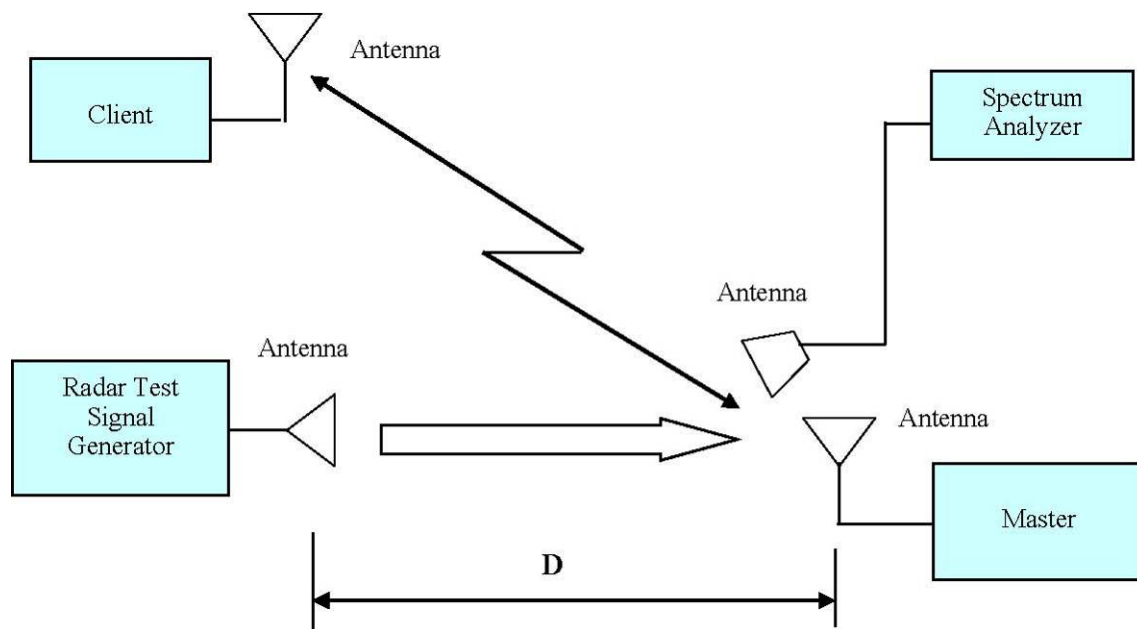 Antenna
Client
Spectrum
Analyzer
Antenna
Antenna
Radar Test
Signal
Generator
Antenna
Master
D